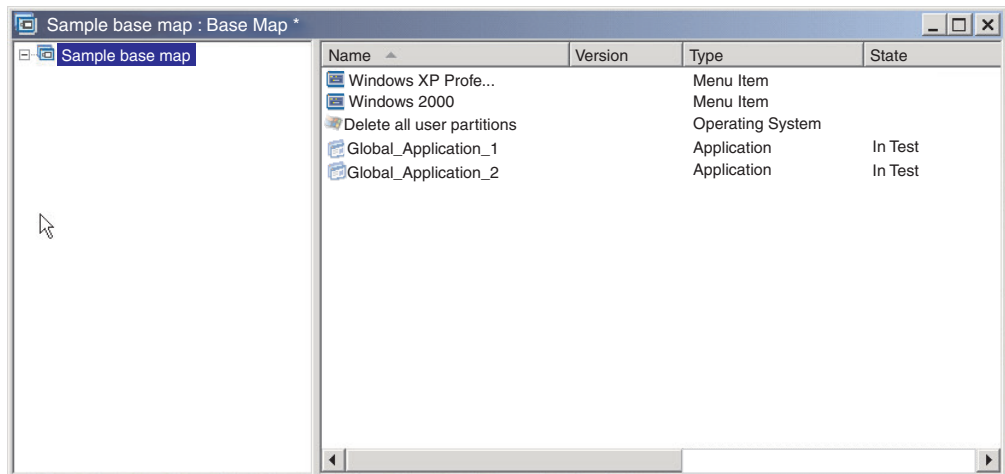 Sample base map : Base Map *
Sample base map
Name Version Type State
Windows XP Profe... Menu Item
Windows 2000 Menu Item
Delete all user partitions Operating System
Global_Application_1 Application In Test
Global_Application_2 Application In Test